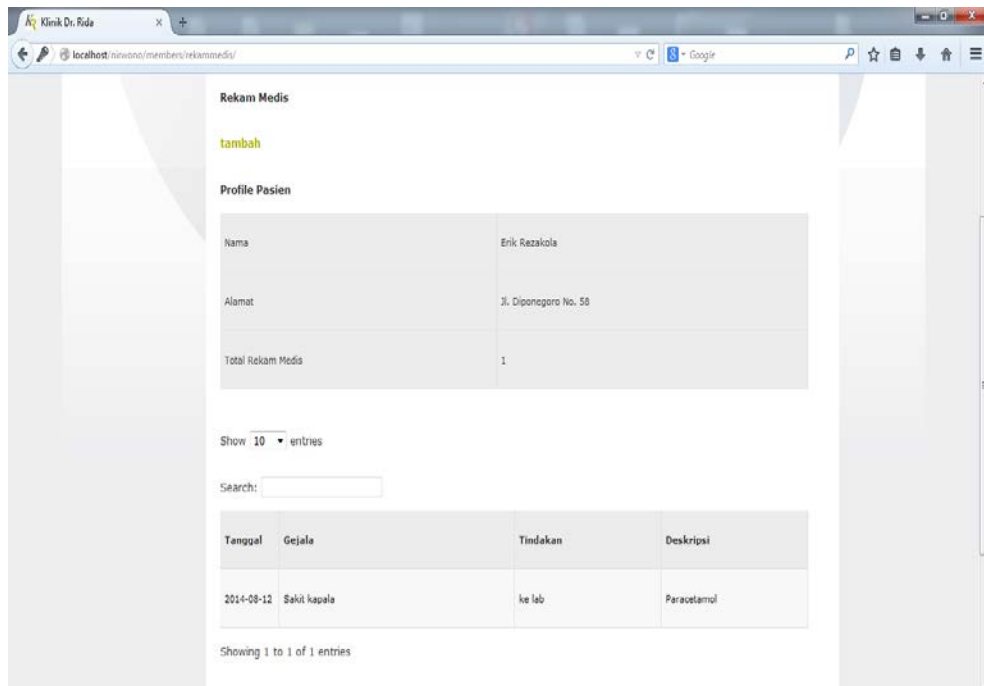 Klinik Dr. Rida
localhost/nirwono/members/rekammedis/
Google
Rekam Medis
tambah
Profile Pasien
Nama Erik Rezakola
Alamat Jl. Diponegoro No. 58
Total Rekam Medis 1
Show 10 entries
Search:
Tanggal Gejala Tindakan Deskripsi
2014-08-12 Sakit kapala ke lab Paracetamol
Showing 1 to 1 of 1 entries